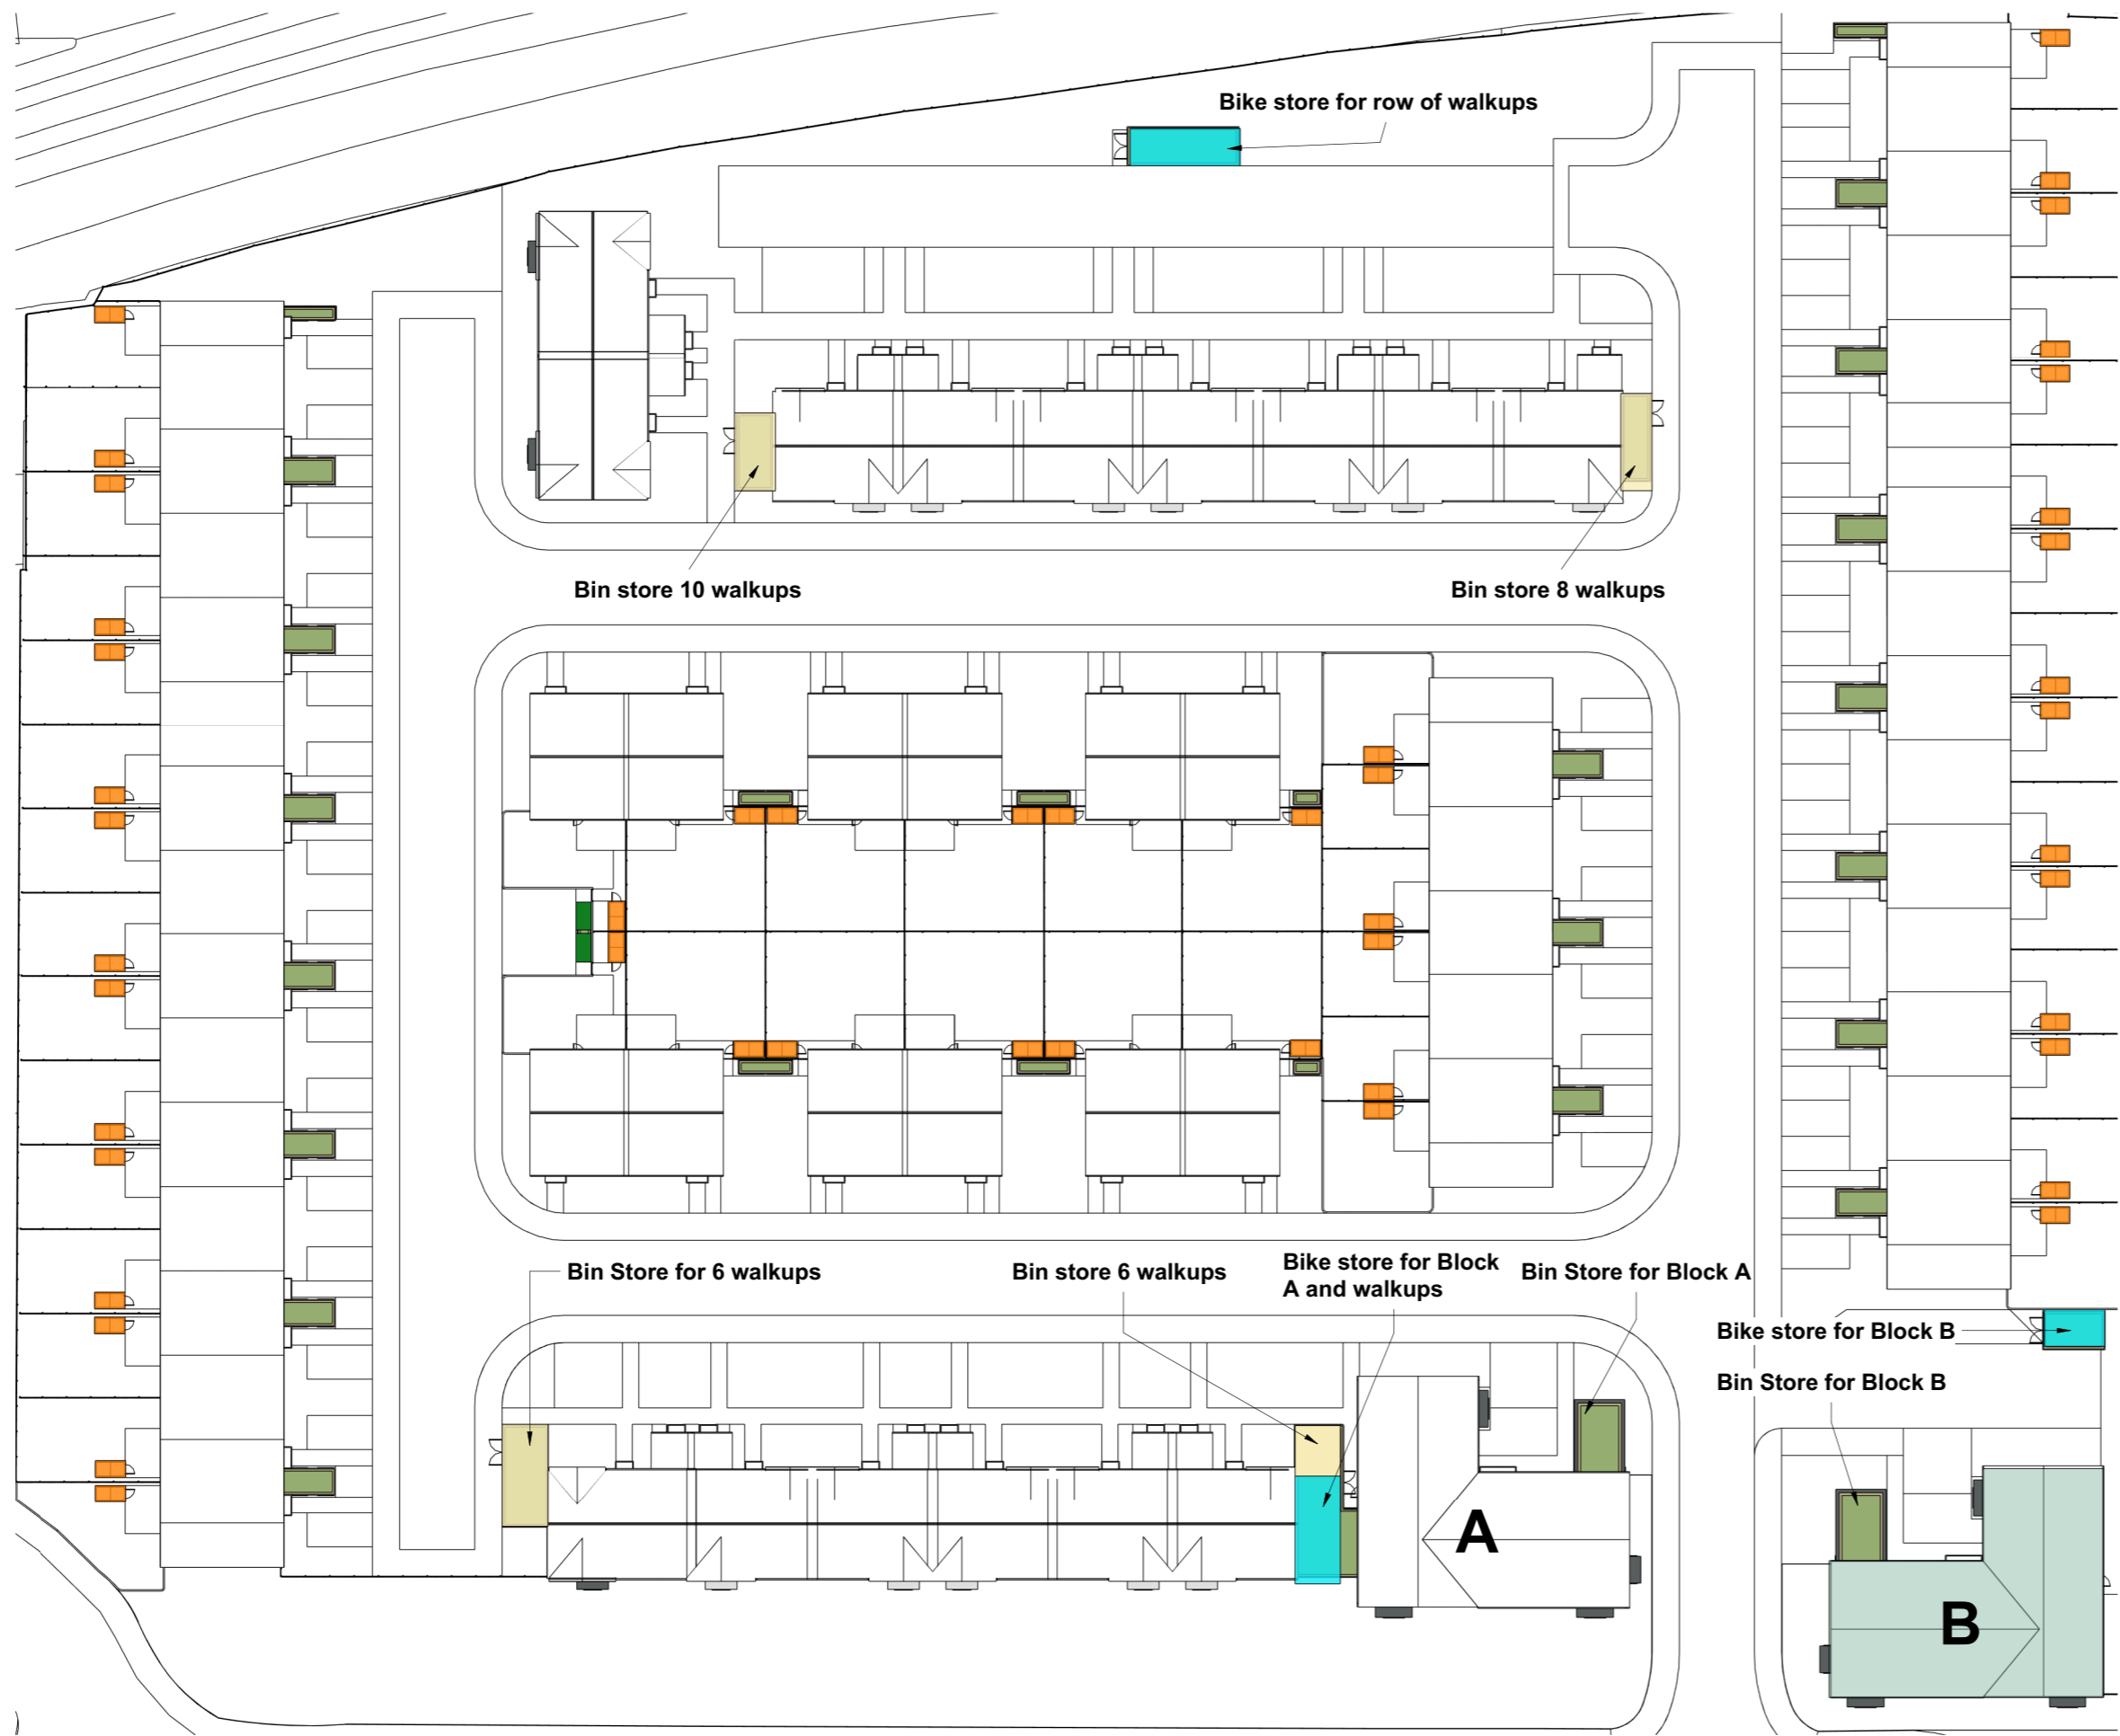 Bike store for row of walkups
Bin store 10 walkups
Bin store 8 walkups
Bin Store for 6 walkups
Bin store 6 walkups
Bike store for Block
A and walkups
Bin Store for Block A
Bike store for Block B
Bin Store for Block B
A
B